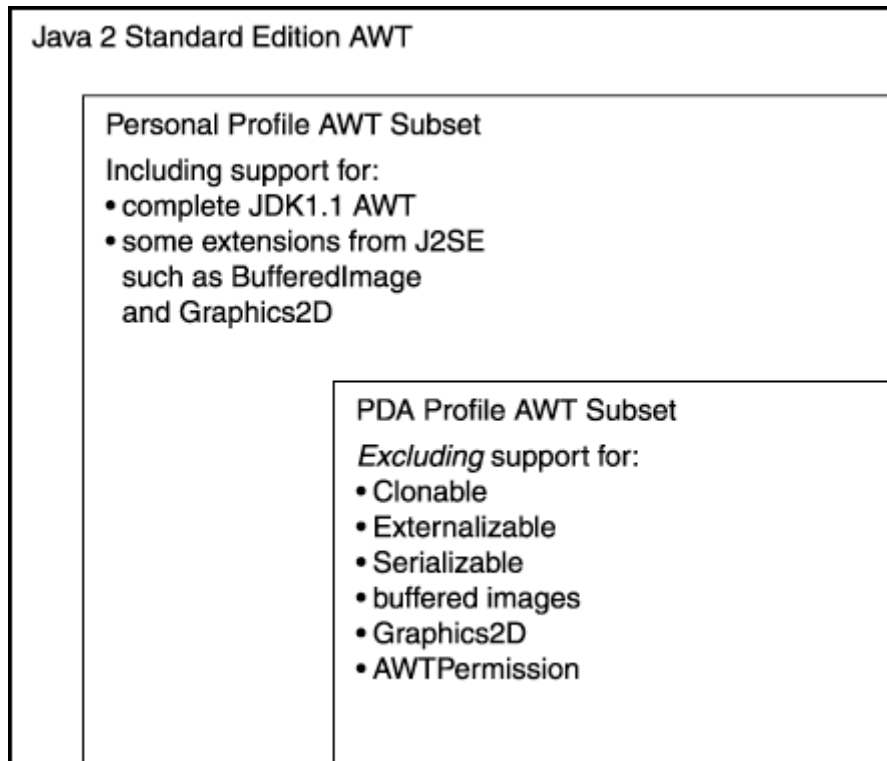 Java 2 Standard Edition AWT
Personal Profile AWT Subset
Including support for:
• complete JDK1.1 AWT
• some extensions from J2SE
such as BufferedImage
and Graphics2D
PDA Profile AWT Subset
Excluding support for:
• Clonable
• Externalizable
• Serializable
• buffered images
• Graphics2D
• AWTPermission